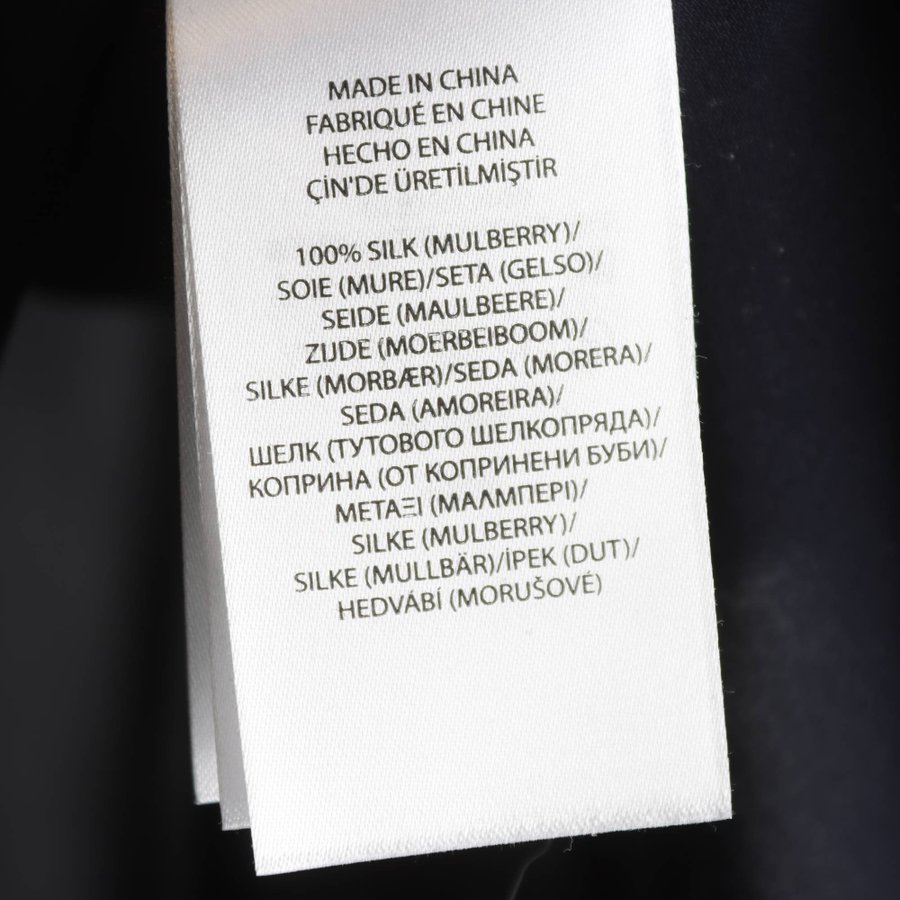 MADE IN CHINA
FABRIQUÉ EN CHINE
HECHO EN CHINA
ÇİN'DE ÜRETİLMİŞTİR
100% SILK (MULBERRY)/
SOIE (MURE)/SETA (GELSO)/
SEIDE (MAULBEERE)/
ZIJDE (MOERBEIBOOM)/
SILKE (MORBÆR)/SEDA (MORERA)/
SEDA (AMOREIRA)/
ШЕЛК (ТУТОВОГО ШЕЛКОПРЯДА)/
КОПРИНА (ОТ КОПРИНЕНИ БУБИ)/
ΜΕΤΑΞΙ (ΜΑΛΜΠΕΡΙ)/
SILKE (MULBERRY)/
SILKE (MULLBÄR)/İPEK (DUT)/
HEDVÁBÍ (MORUŠOVÉ)